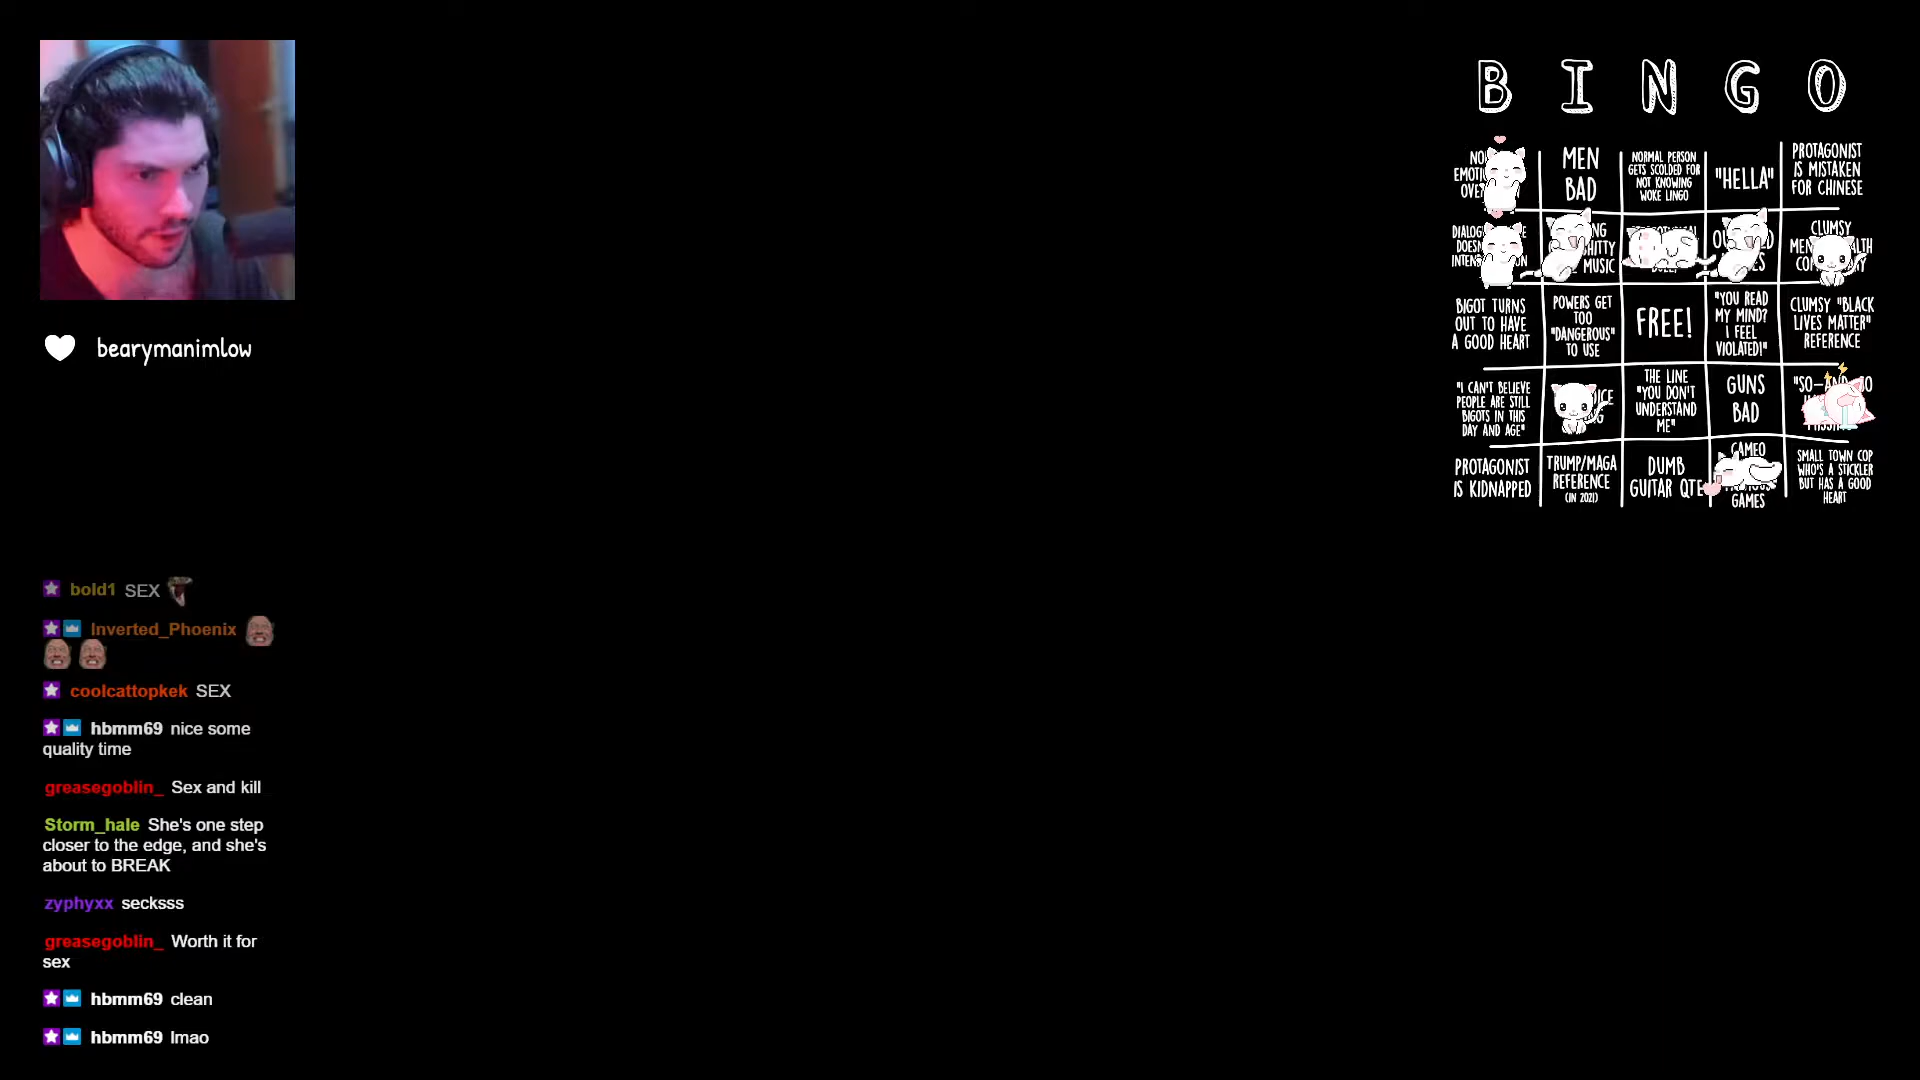 B I N G O
MEN
BAD
NORMAL PERSON
GETS SCOLDED FOR
NOT KNOWING
WOKE LINGO
"HELLA"
PROTAGONIST
IS MISTAKEN
FOR CHINESE
MUSIC
CLUMSY
BIGOT TURNS
OUT TO HAVE
A GOOD HEART
POWERS GET
TOO
"DANGEROUS"
TO USE
FREE!
"YOU READ
MY MIND?
I FEEL
VIOLATED!"
CLUMSY "BLACK
LIVES MATTER"
REFERENCE
"I CAN'T BELIEVE
PEOPLE ARE STILL
BIGOTS IN THIS
DAY AND AGE"
THE LINE
"YOU DON'T
UNDERSTAND
ME"
GUNS
BAD
PROTAGONIST
IS KIDNAPPED
TRUMP/MAGA
REFERENCE
(IN 2021)
DUMB
GUITAR QTE
CAMEO
GAMES
SMALL TOWN COP
WHO'S A STICKLER
BUT HAS A GOOD
HEART
bearymanimlow
bold1 SEX
Inverted_Phoenix
coolcattopkek SEX
hbmm69 nice some
quality time
greasegoblin_ Sex and kill
Storm_hale She's one step
closer to the edge, and she's
about to BREAK
zyphyxx secksss
greasegoblin_ Worth it for
sex
hbmm69 clean
hbmm69 lmao